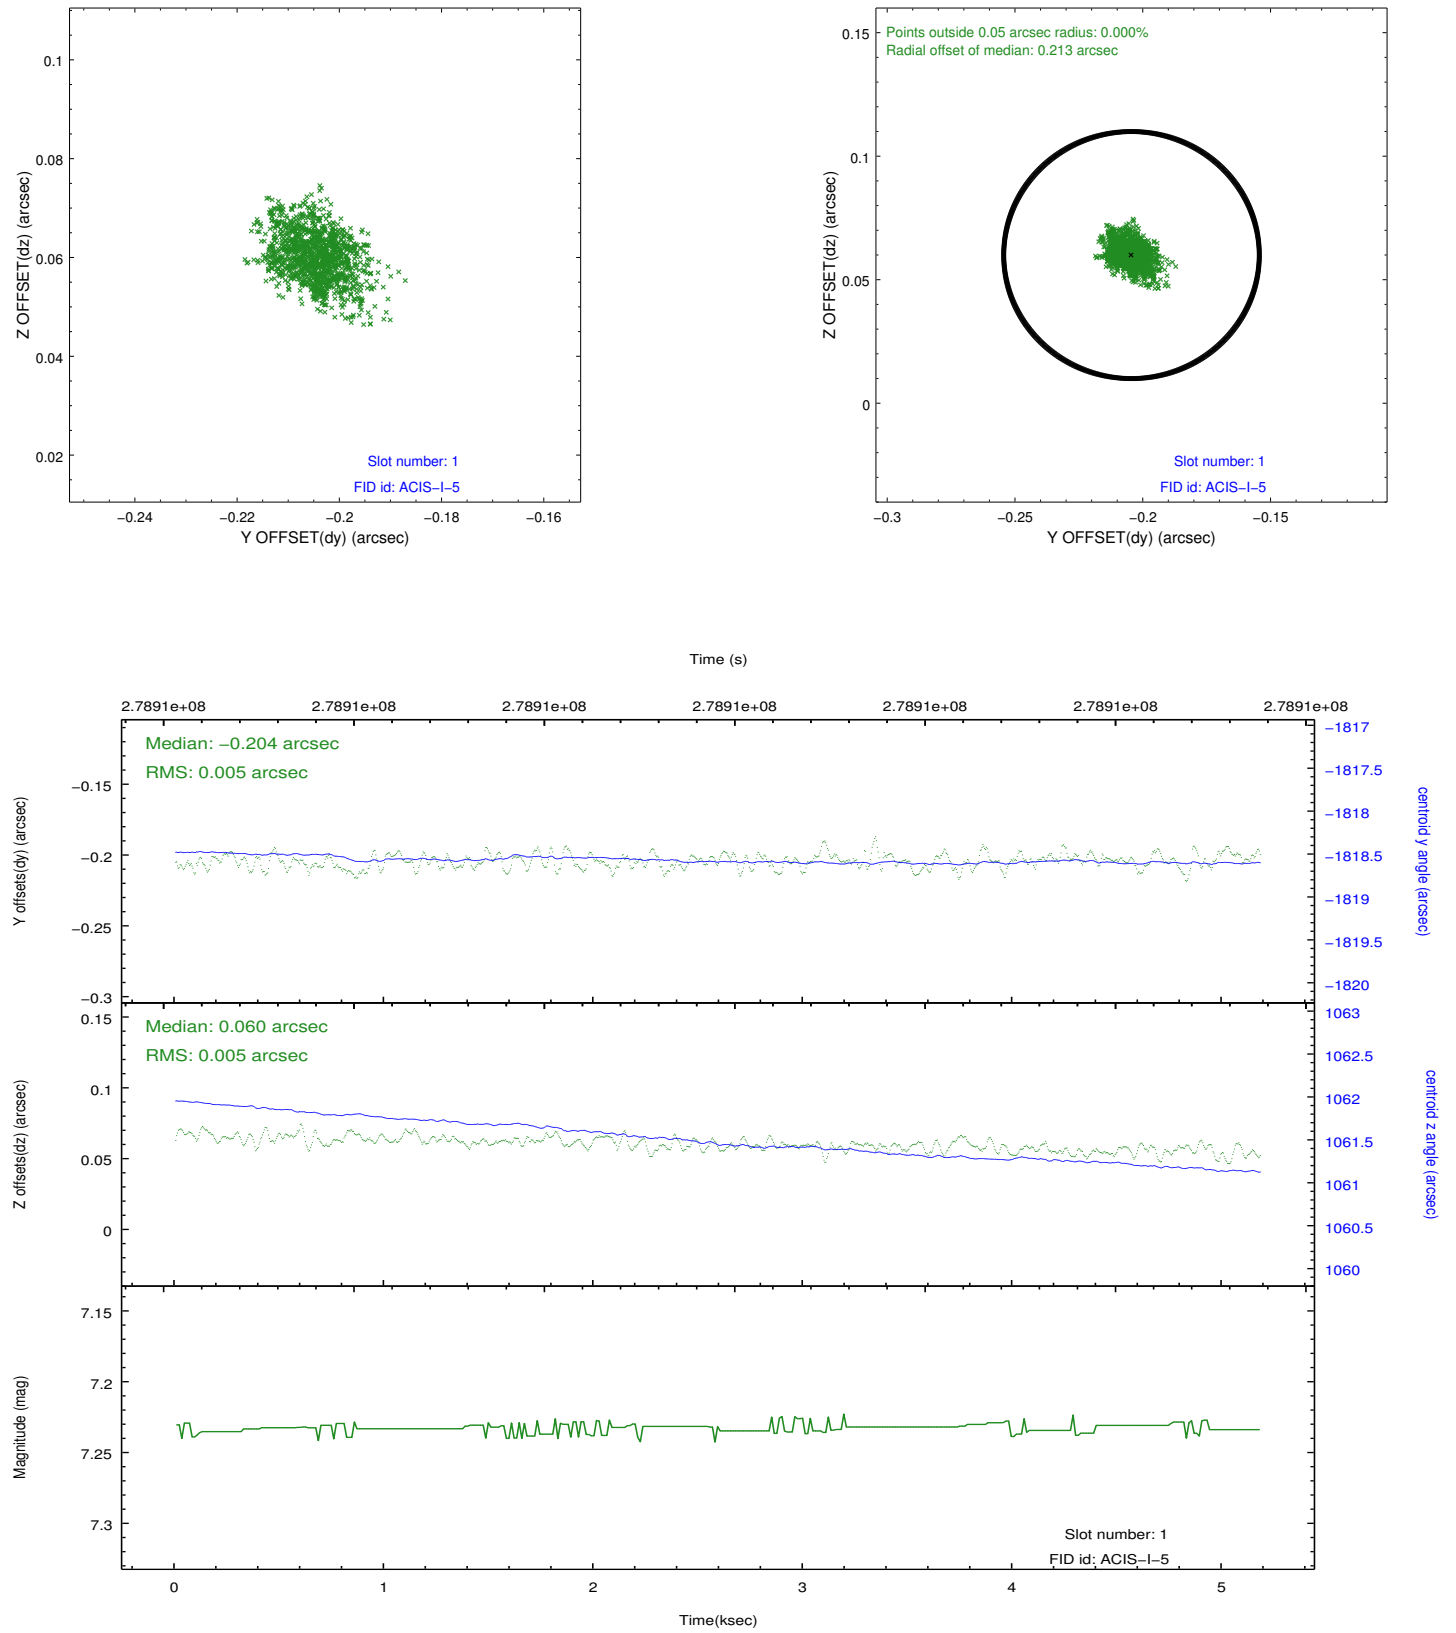 0.1
0.08
0.06
0.04
0.02
Z OFFSET(dz) (arcsec)
Slot number: 1
FID id: ACIS−I−5
−0.24
−0.22
−0.2
−0.18
−0.16
Y OFFSET(dy) (arcsec)
Points outside 0.05 arcsec radius: 0.000%
Radial offset of median: 0.213 arcsec
0.15
0.1
0.05
0
Z OFFSET(dz) (arcsec)
Slot number: 1
FID id: ACIS−I−5
−0.3
−0.25
−0.2
−0.15
Y OFFSET(dy) (arcsec)
Time (s)
2.7891e+08
2.7891e+08
2.7891e+08
2.7891e+08
2.7891e+08
2.7891e+08
2.7891e+08
Median: −0.204 arcsec
RMS: 0.005 arcsec
−0.15
−0.2
−0.25
−0.3
Y offsets(dy) (arcsec)
−1817
−1817.5
−1818
−1818.5
−1819
−1819.5
−1820
centroid y angle (arcsec)
Median: 0.060 arcsec
RMS: 0.005 arcsec
0.15
0.1
0.05
0
Z offsets(dz) (arcsec)
1063
1062.5
1062
1061.5
1061
1060.5
1060
centroid z angle (arcsec)
7.15
7.2
7.25
7.3
Magnitude (mag)
Slot number: 1
FID id: ACIS−I−5
0
1
2
3
4
5
Time(ksec)